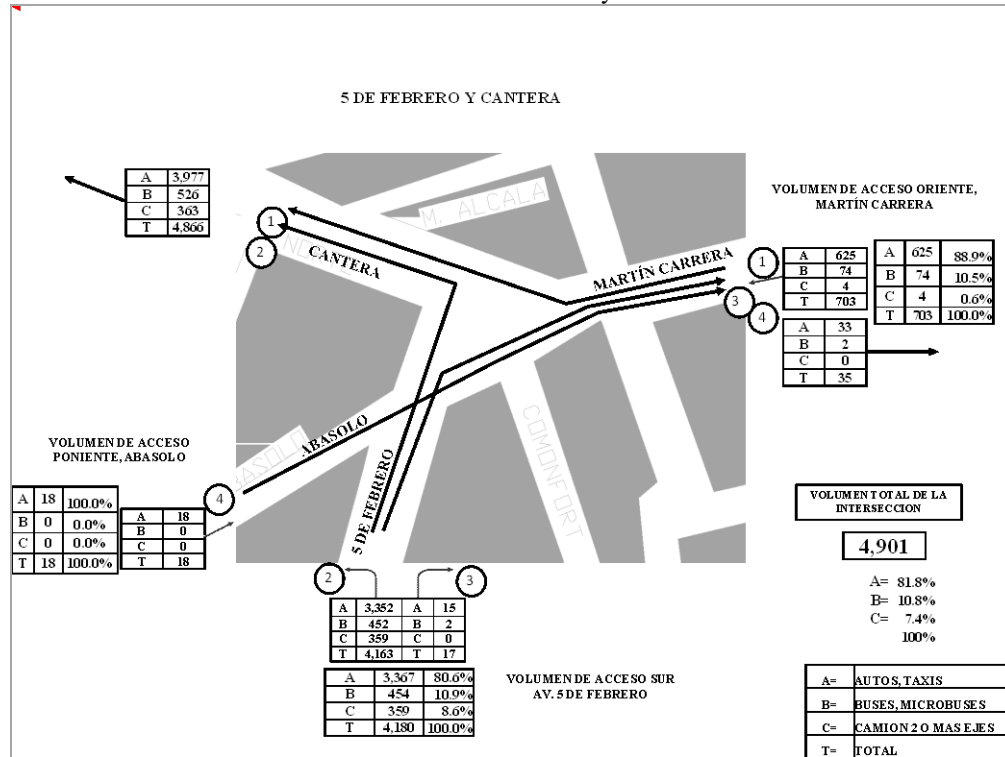 5 DE FEBRERO Y CANTERA
A 3,977
B 526
C 363
T 4,866
VOLUMEN DE ACCESO ORIENTE,
MARTÍN CARRERA
1
2
M. ALCALA
CANTERA
MARTÍN CARRERA
1
3
4
A 625
B 74
C 4
T 703
A 625 88.9%
B 74 10.5%
C 4 0.6%
T 703 100.0%
A 33
B 2
C 0
T 35
VOLUMEN DE ACCESO
PONIENTE, ABASOLO
4
ABASOLO
5 DE FEBRERO
COMONFORT
A 18 100.0%
B 0 0.0%
C 0 0.0%
T 18 100.0%
A 18
B 0
C 0
T 18
2
3
A 3,352 A 15
B 452 B 2
C 359 C 0
T 4,163 T 17
A 3,367 80.6%
B 454 10.9%
C 359 8.6%
T 4,180 100.0%
VOLUMEN DE ACCESO SUR
AV. 5 DE FEBRERO
VOLUMEN TOTAL DE LA
INTERSECCION
4,901
A= 81.8%
B= 10.8%
C= 7.4%
100%
A= AUTOS, TAXIS
B= BUSES, MICROBUSES
C= CAMION 2 O MAS EJES
T= TOTAL